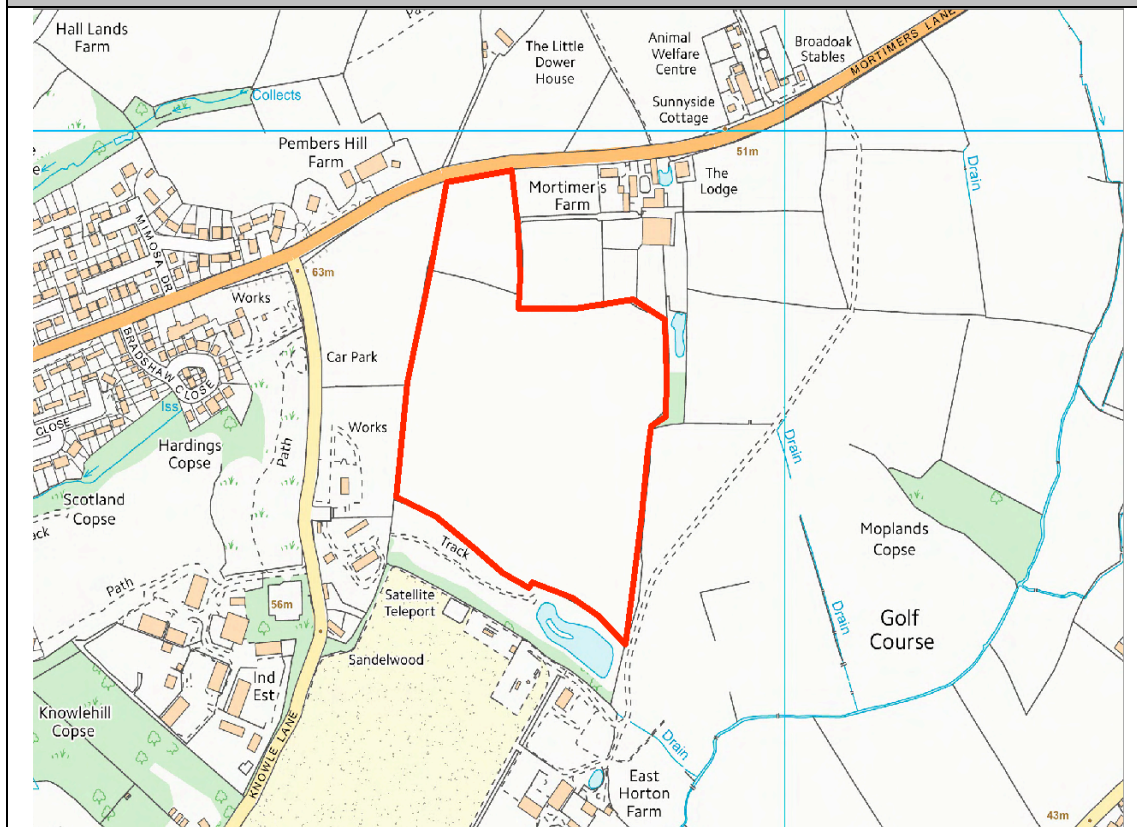 Hall Lands
Farm
Pat
The Little
Dower
House
Animal
Welfare
Centre
Broadoak
Stables
MORTIMERS LANE
Collects
Sunnyside
Cottage
Pembers Hill
Farm
51m
The
Lodge
Mortimer's
Farm
Drain
MIMOSA DR
63m
Works
BRADSHAW CLOSE
Car Park
Iss
CLOSE
Hardings
Copse
Path
Works
Drain
Scotland
Copse
ck
Track
Moplands
Copse
Path
56m
Satellite
Teleport
Drain
Golf
Course
Sandelwood
Ind
Est
Knowlehill
Copse
KNOWLE LANE
Drain
East
Horton
Farm
43m